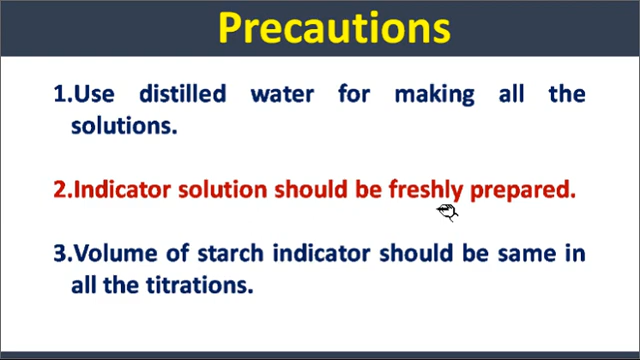 Precautions
1.Use distilled water for making all the
solutions.
2.Indicator solution should be freshly prepared.
3.Volume of starch indicator should be same in
all the titrations.